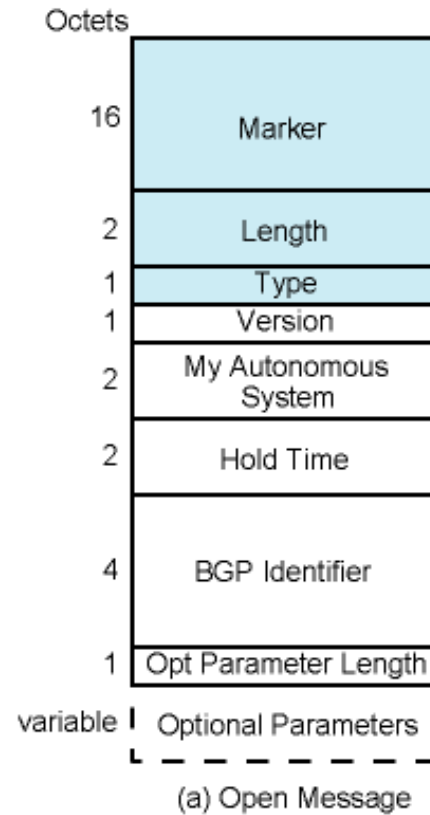 Octets
16 Marker
2 Length
1 Type
1 Version
2 My Autonomous
System
2 Hold Time
4 BGP Identifier
1 Opt Parameter Length
variable Optional Parameters
(a) Open Message